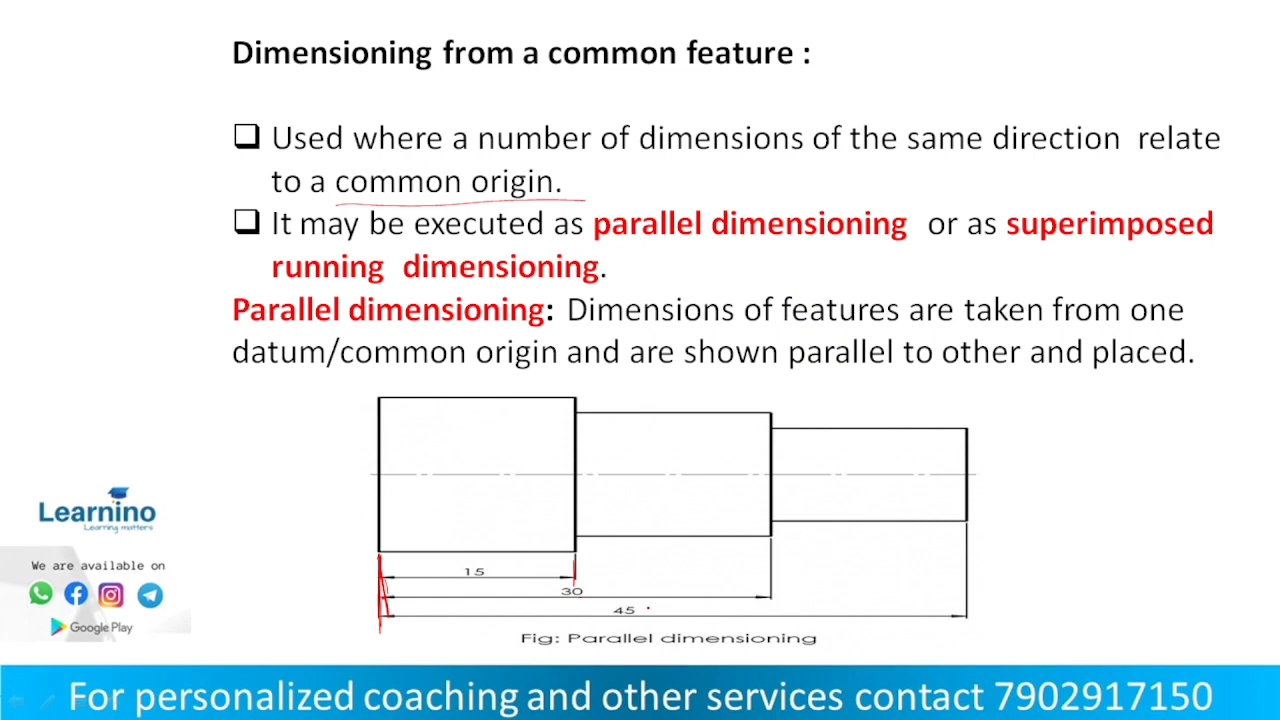 Dimensioning from a common feature :
Used where a number of dimensions of the same direction relate
to a common origin.
It may be executed as parallel dimensioning or as superimposed
running dimensioning.
Parallel dimensioning: Dimensions of features are taken from one
datum/common origin and are shown parallel to other and placed.
15
30
45
Fig: Parallel dimensioning
Learnino
Learning matters
We are available on
Google Play
For personalized coaching and other services contact 7902917150